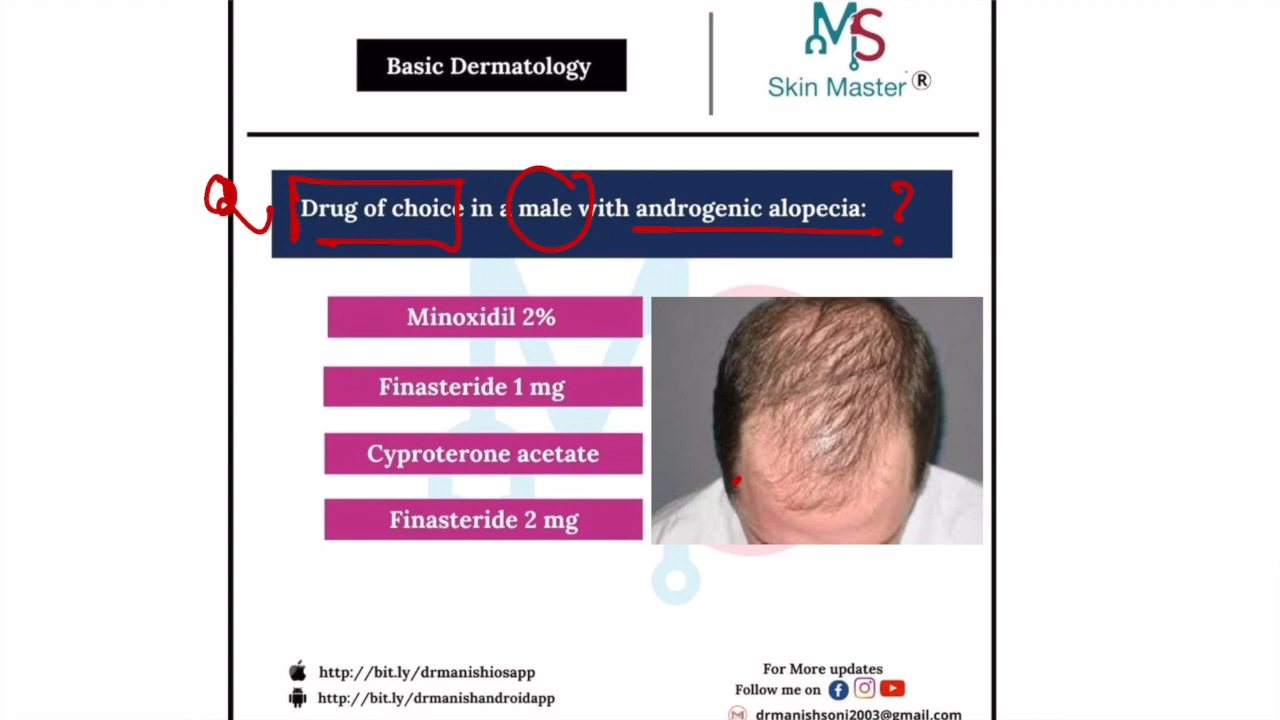 Basic Dermatology
MS
Skin Master ®
Q
Drug of choice in a male with androgenic alopecia: ?
Minoxidil 2%
Finasteride 1 mg
Cyproterone acetate
Finasteride 2 mg
http://bit.ly/drmanishiosapp
http://bit.ly/drmanishandroidapp
For More updates
Follow me on
drmanishsoni2003@gmail.com